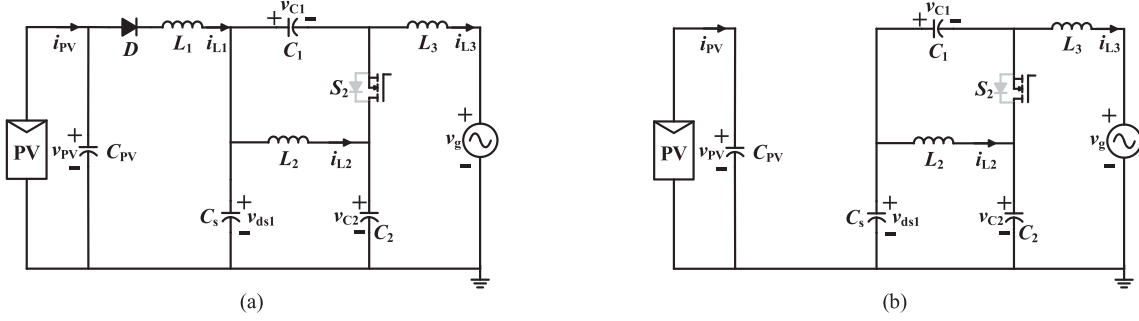 v_C1
+ −
i_PV D L_1 i_L1 C_1 L_3 i_L3
S_2
+
PV v_PV C_PV L_2 i_L2 v_g
−
C_s + v_ds1 − v_C2 + C_2 −
(a)
v_C1
+ −
i_PV C_1 L_3 i_L3
S_2
+
PV v_PV C_PV L_2 i_L2 v_g
−
C_s + v_ds1 − v_C2 + C_2 −
(b)